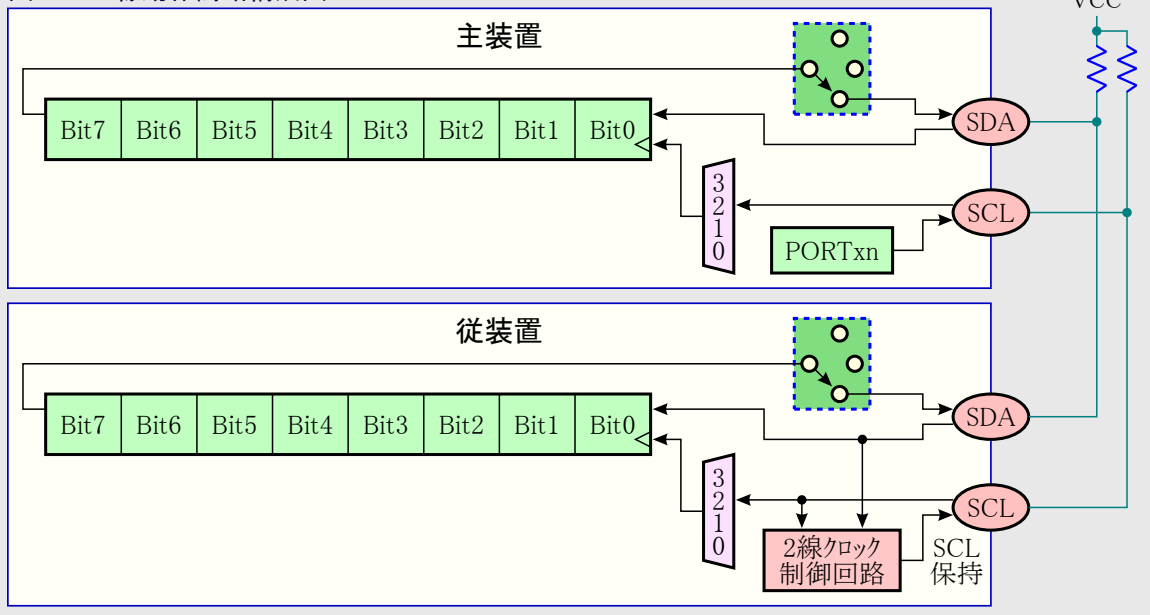 VCC
主装置
Bit7 Bit6 Bit5 Bit4 Bit3 Bit2 Bit1 Bit0
SDA
3
2
1
0
SCL
PORTxn
従装置
Bit7 Bit6 Bit5 Bit4 Bit3 Bit2 Bit1 Bit0
SDA
3
2
1
0
SCL
2線クロック
制御回路
SCL
保持